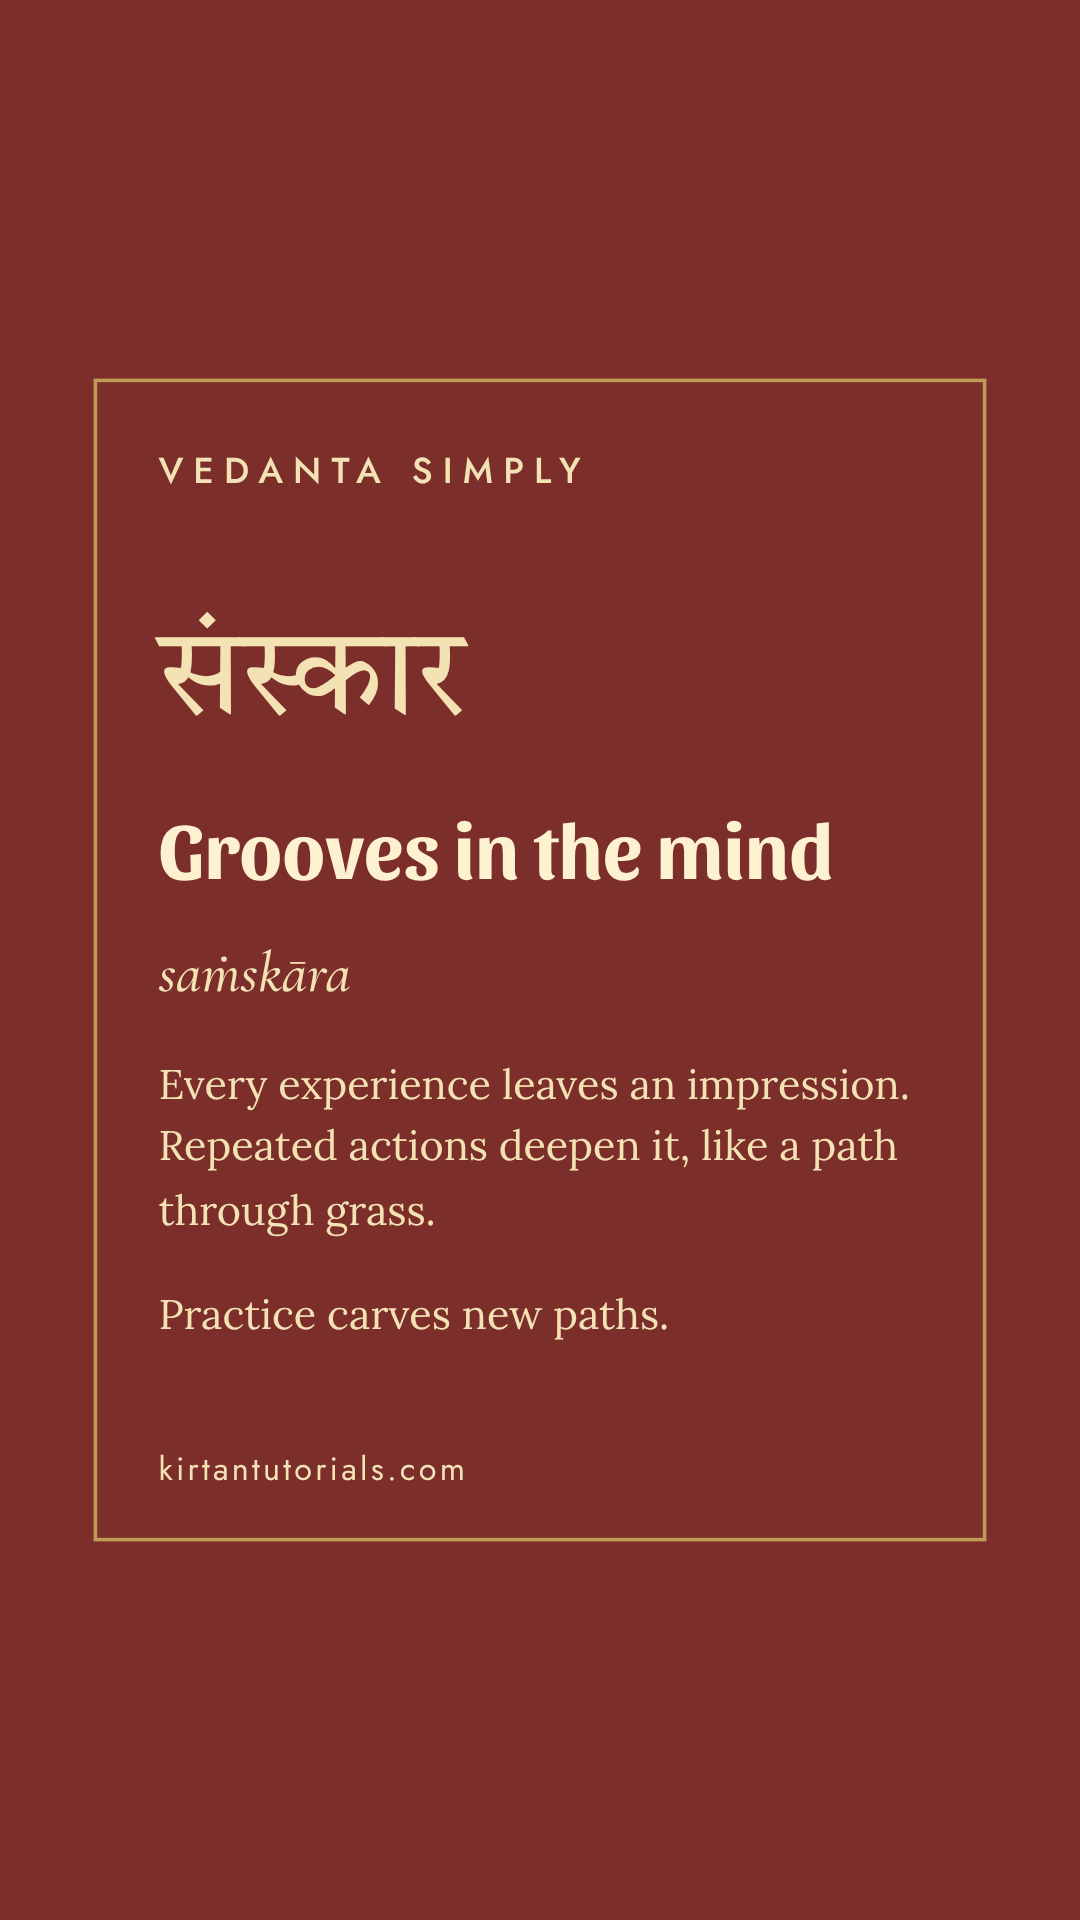 VEDANTA SIMPLY
संस्कार
Grooves in the mind
saṁskāra
Every experience leaves an impression.
Repeated actions deepen it, like a path
through grass.
Practice carves new paths.
kirtantutorials.com